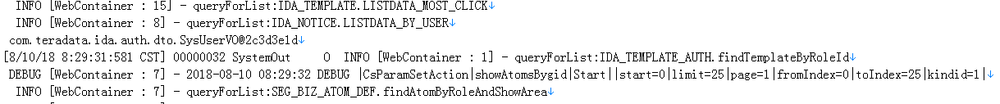 INFO [WebContainer : 15] - queryForList:IDA_TEMPLATE.LISTDATA_MOST_CLICK↓
INFO [WebContainer : 8] - queryForList:IDA_NOTICE.LISTDATA_BY_USER↓
com.teradata.ida.auth.dto.SysUserVO@2c3d3e1d↓
[8/10/18 8:29:31:581 CST] 00000032 SystemOut     O  INFO [WebContainer : 1] - queryForList:IDA_TEMPLATE_AUTH.findTemplateByRoleId↓
DEBUG [WebContainer : 7] - 2018-08-10 08:29:32 DEBUG |CsParamSetAction|showAtomsBygid|Start||start=0|limit=25|page=1|fromIndex=0|toIndex=25|kindid=1|↓
INFO [WebContainer : 7] - queryForList:SEG_BIZ_ATOM_DEF.findAtomByRoleAndShowArea↓